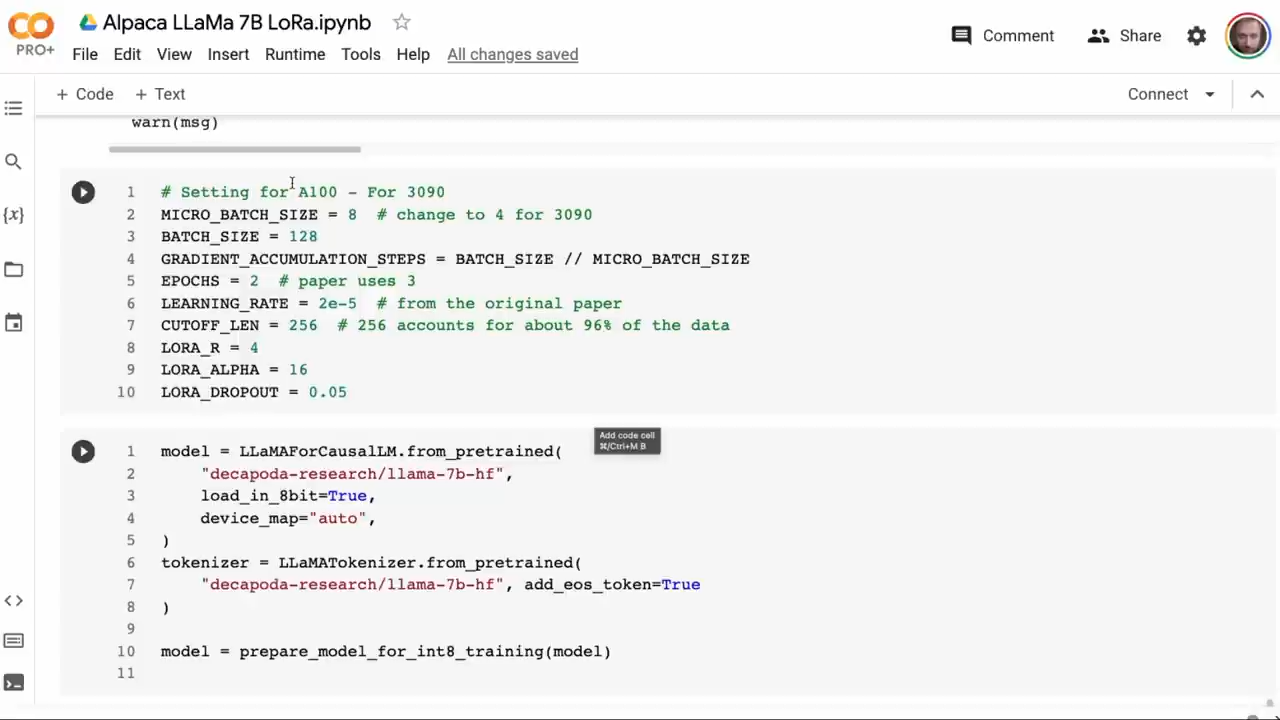 Alpaca LLaMa 7B LoRa.ipynb
PRO+
File Edit View Insert Runtime Tools Help All changes saved
Comment Share
+ Code + Text
Connect
warn(msg)
1 # Setting for A100 - For 3090
2 MICRO_BATCH_SIZE = 8 # change to 4 for 3090
3 BATCH_SIZE = 128
4 GRADIENT_ACCUMULATION_STEPS = BATCH_SIZE // MICRO_BATCH_SIZE
5 EPOCHS = 2 # paper uses 3
6 LEARNING_RATE = 2e-5 # from the original paper
7 CUTOFF_LEN = 256 # 256 accounts for about 96% of the data
8 LORA_R = 4
9 LORA_ALPHA = 16
10 LORA_DROPOUT = 0.05
Add code cell
⌘/Ctrl+M B
1 model = LLaMAForCausalLM.from_pretrained(
2 "decapoda-research/llama-7b-hf",
3 load_in_8bit=True,
4 device_map="auto",
5 )
6 tokenizer = LLaMATokenizer.from_pretrained(
7 "decapoda-research/llama-7b-hf", add_eos_token=True
8 )
9
10 model = prepare_model_for_int8_training(model)
11